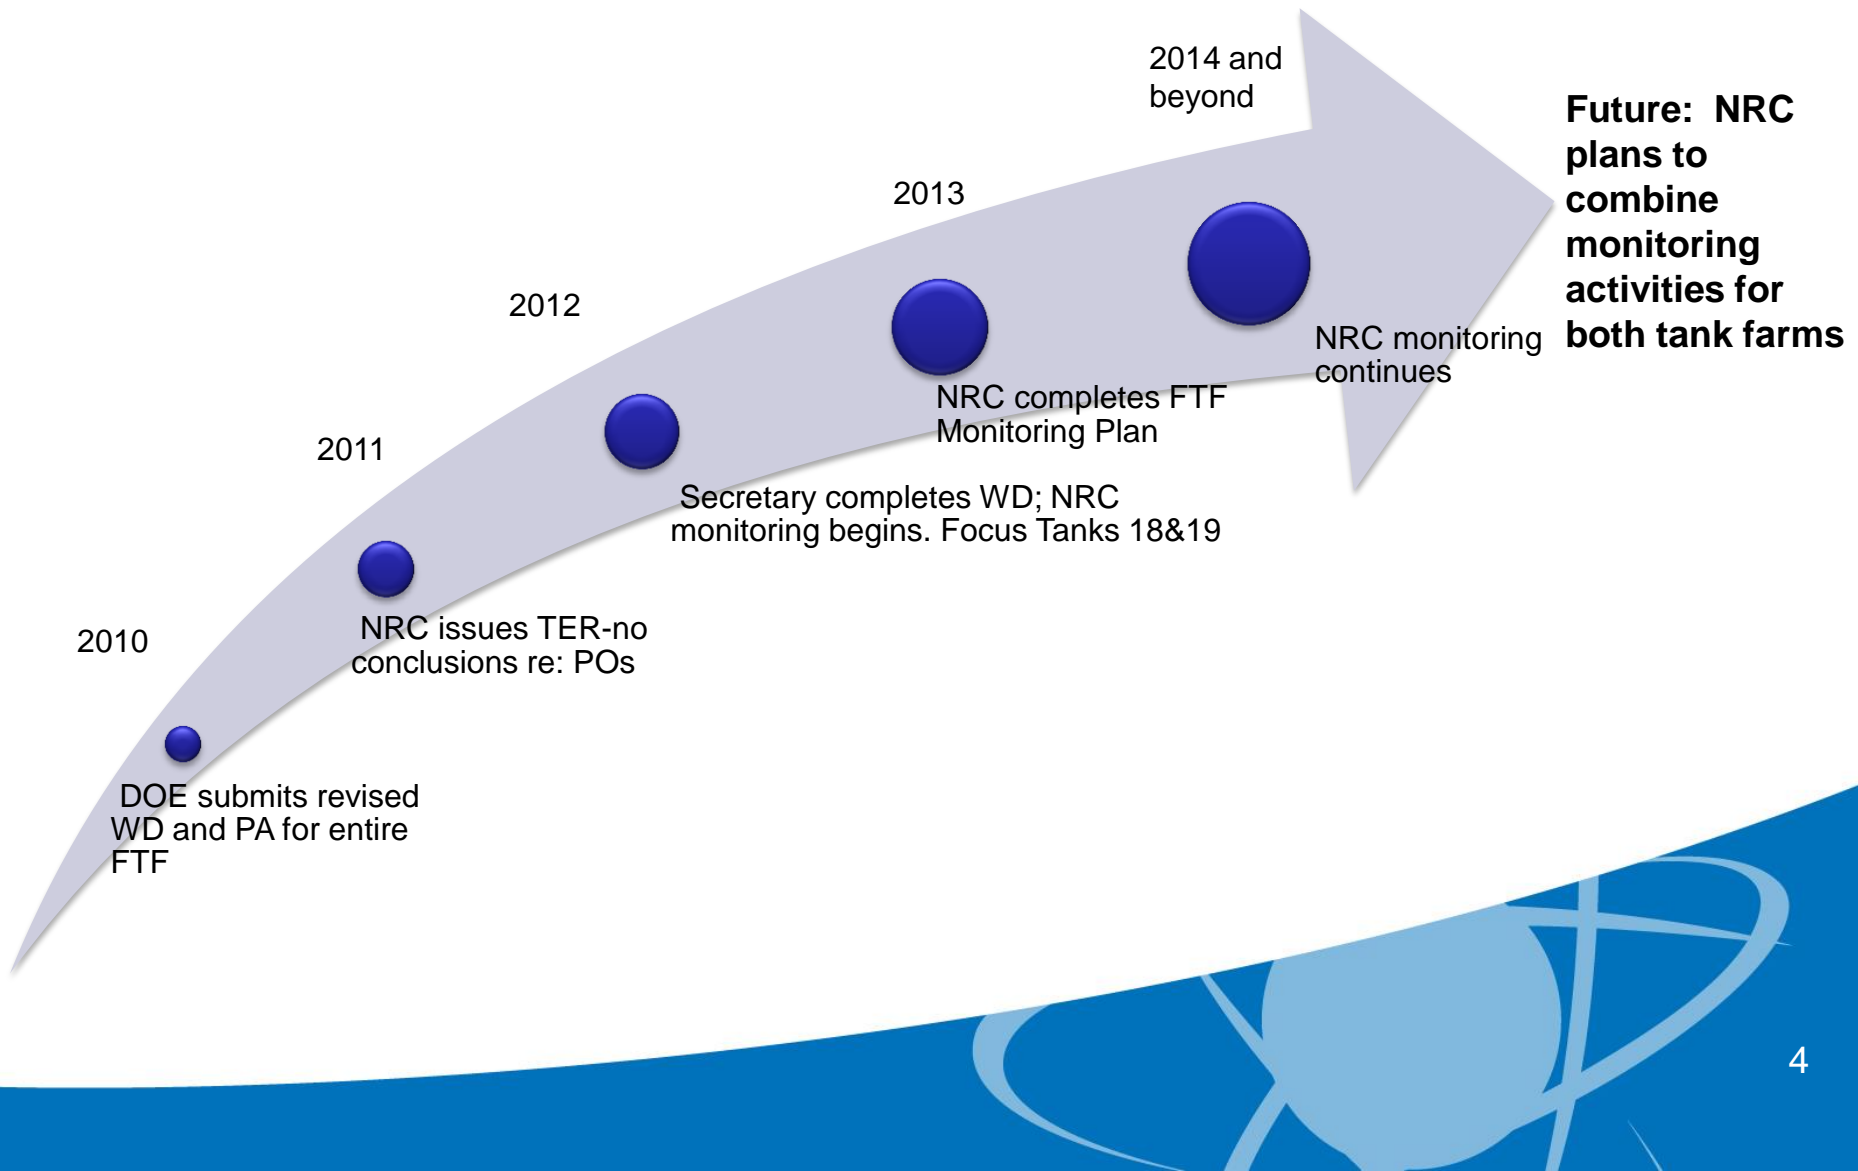 2010
DOE submits revised
WD and PA for entire
FTF
2011
NRC issues TER-no
conclusions re: POs
2012
Secretary completes WD; NRC
monitoring begins. Focus Tanks 18&19
2013
NRC completes FTF
Monitoring Plan
2014 and
beyond
NRC monitoring
continues
Future:  NRC
plans to
combine
monitoring
activities for
both tank farms
4